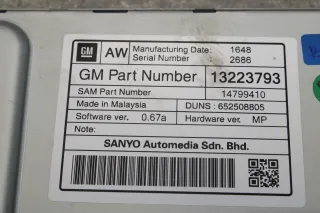 GM AW Manufacturing Date: 1648
Serial Number 2686
GM Part Number 13223793
SAM Part Number 14799410
Made in Malaysia DUNS : 652508805
Software ver. 0.67a Hardware ver. MP
Note:
SANYO Automedia Sdn. Bhd.